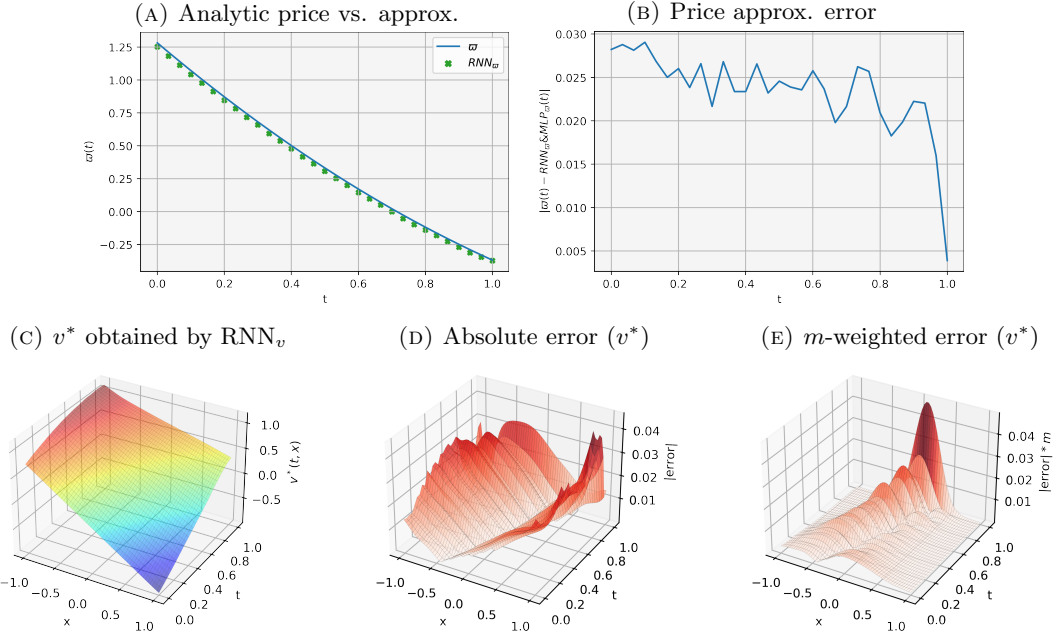 (A) Analytic price vs. approx.
ϖ
RNN_ϖ
1.25
1.00
0.75
0.50
0.25
0.00
−0.25
ϖ(t)
0.0 0.2 0.4 0.6 0.8 1.0
t
(B) Price approx. error
0.030
0.025
0.020
0.015
0.010
0.005
|ϖ(t) − RNN_ϖ&MLP_ϖ(t)|
0.0 0.2 0.4 0.6 0.8 1.0
t
(C) v* obtained by RNN_v
1.0
0.5
0.0
−0.5
v*(t, x)
−1.0 −0.5 0.0 0.5 1.0
x
0.0 0.2 0.4 0.6 0.8 1.0
t
(D) Absolute error (v*)
0.04
0.03
0.02
0.01
|error|
−1.0 −0.5 0.0 0.5 1.0
x
0.0 0.2 0.4 0.6 0.8 1.0
t
(E) m-weighted error (v*)
0.04
0.03
0.02
0.01
|error| * m
−1.0 −0.5 0.0 0.5 1.0
x
0.0 0.2 0.4 0.6 0.8 1.0
t